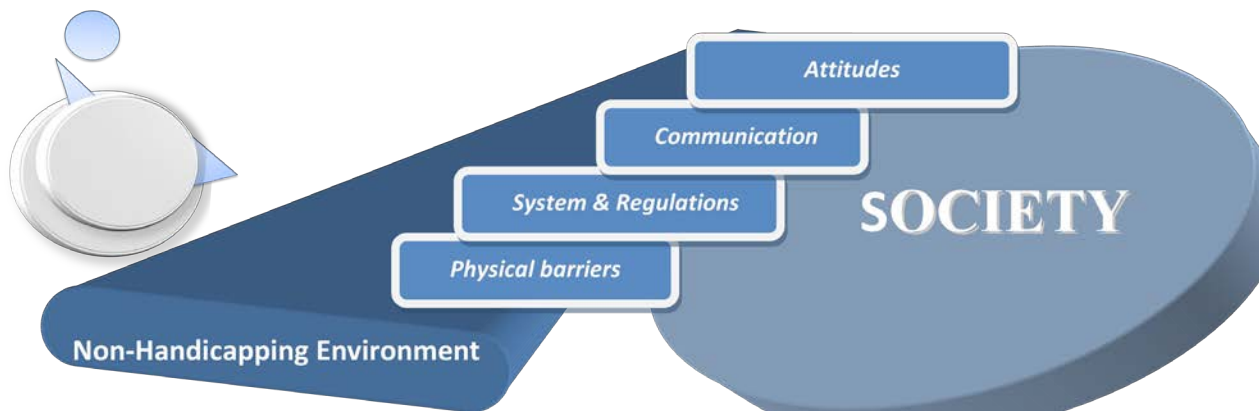 Attitudes
Communication
System & Regulations
SOCIETY
Physical barriers
Non-Handicapping Environment